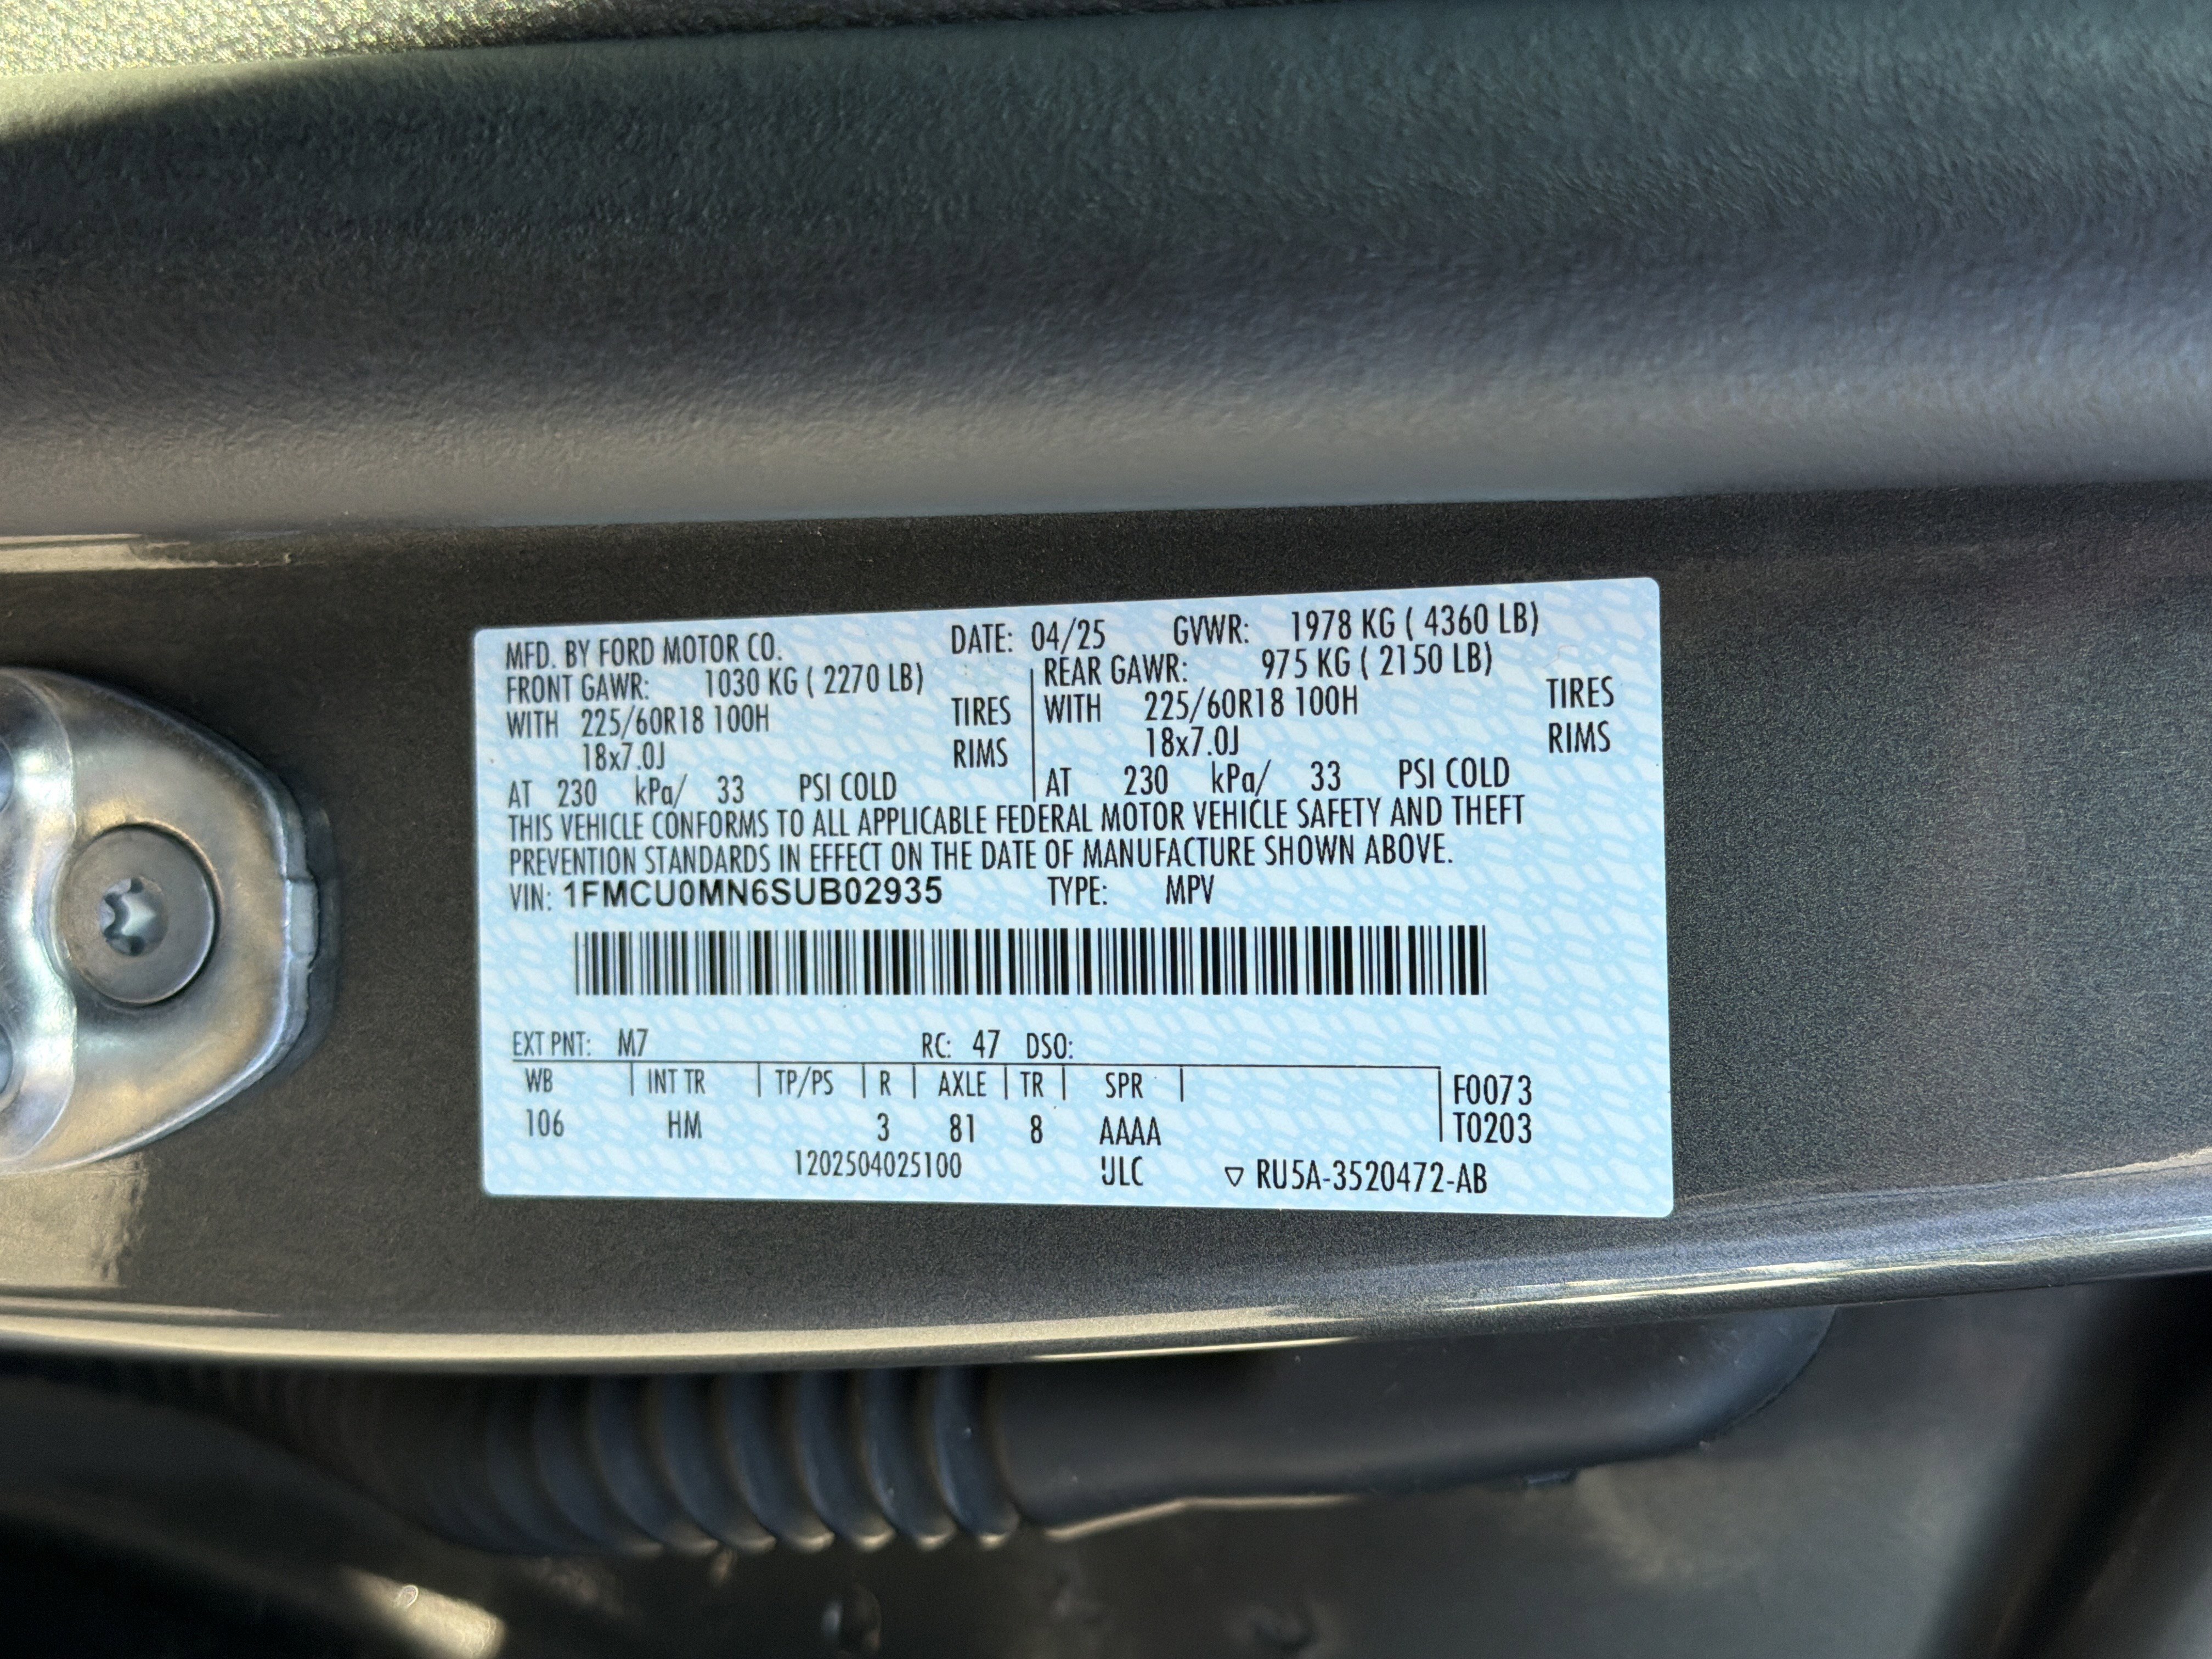 MFD. BY FORD MOTOR CO. DATE: 04/25 GVWR: 1978 KG ( 4360 LB)
FRONT GAWR: 1030 KG ( 2270 LB) REAR GAWR: 975 KG ( 2150 LB)
WITH 225/60R18 100H TIRES WITH 225/60R18 100H TIRES
18x7.0J RIMS 18x7.0J RIMS
AT 230 kPa/ 33 PSI COLD AT 230 kPa/ 33 PSI COLD
THIS VEHICLE CONFORMS TO ALL APPLICABLE FEDERAL MOTOR VEHICLE SAFETY AND THEFT
PREVENTION STANDARDS IN EFFECT ON THE DATE OF MANUFACTURE SHOWN ABOVE.
VIN: 1FMCU0MN6SUB02935 TYPE: MPV
EXT PNT: M7 RC: 47 DSO:
WB INT TR TP/PS R AXLE TR SPR F0073
106 HM 3 81 8 AAAA T0203
1202504025100 ULC ▽ RU5A-3520472-AB